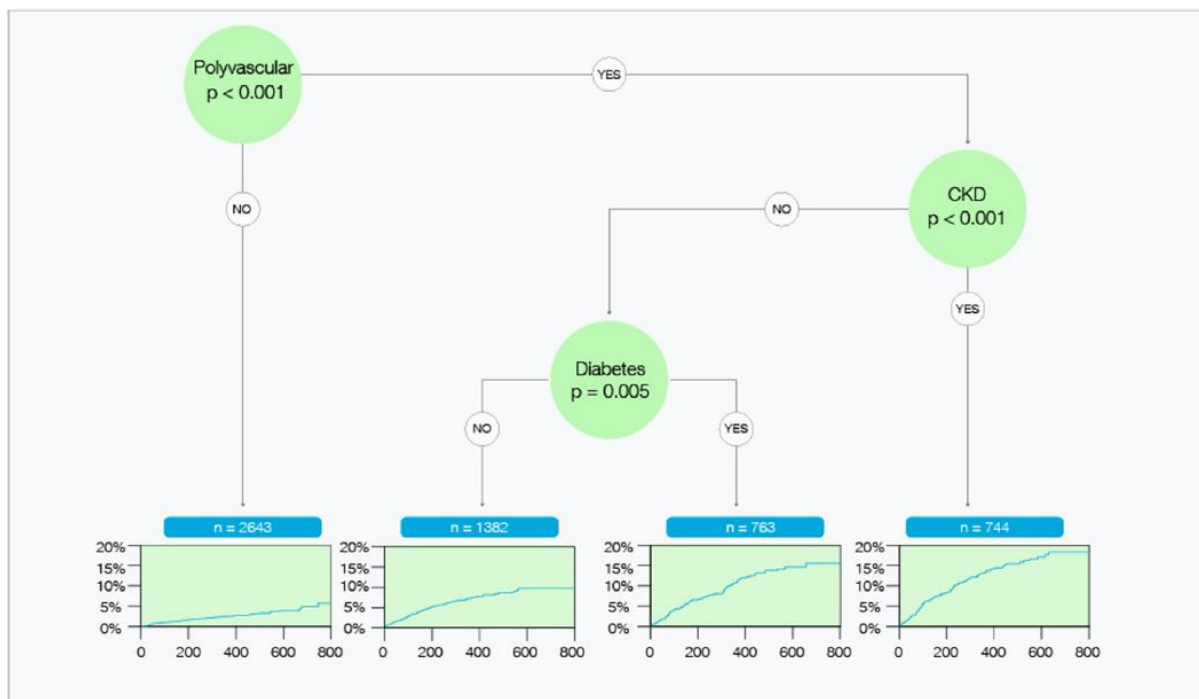 Polyvascular
p < 0.001
YES
NO
CKD
p < 0.001
NO
YES
Diabetes
p = 0.005
NO
YES
n = 2643
n = 1382
n = 763
n = 744
20%
15%
10%
5%
0%
0 200 400 600 800
20%
15%
10%
5%
0%
0 200 400 600 800
20%
15%
10%
5%
0%
0 200 400 600 800
20%
15%
10%
5%
0%
0 200 400 600 800